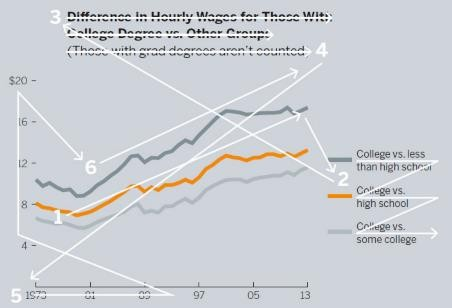 Difference in Hourly Wages for Those With
College Degree vs. Other Groups
(Those with grad degrees aren't counted)
3
4
$20
16
12
8
4
6
1
2
5
1973
81
89
97
05
13
College vs. less
than high school
College vs.
high school
College vs.
some college